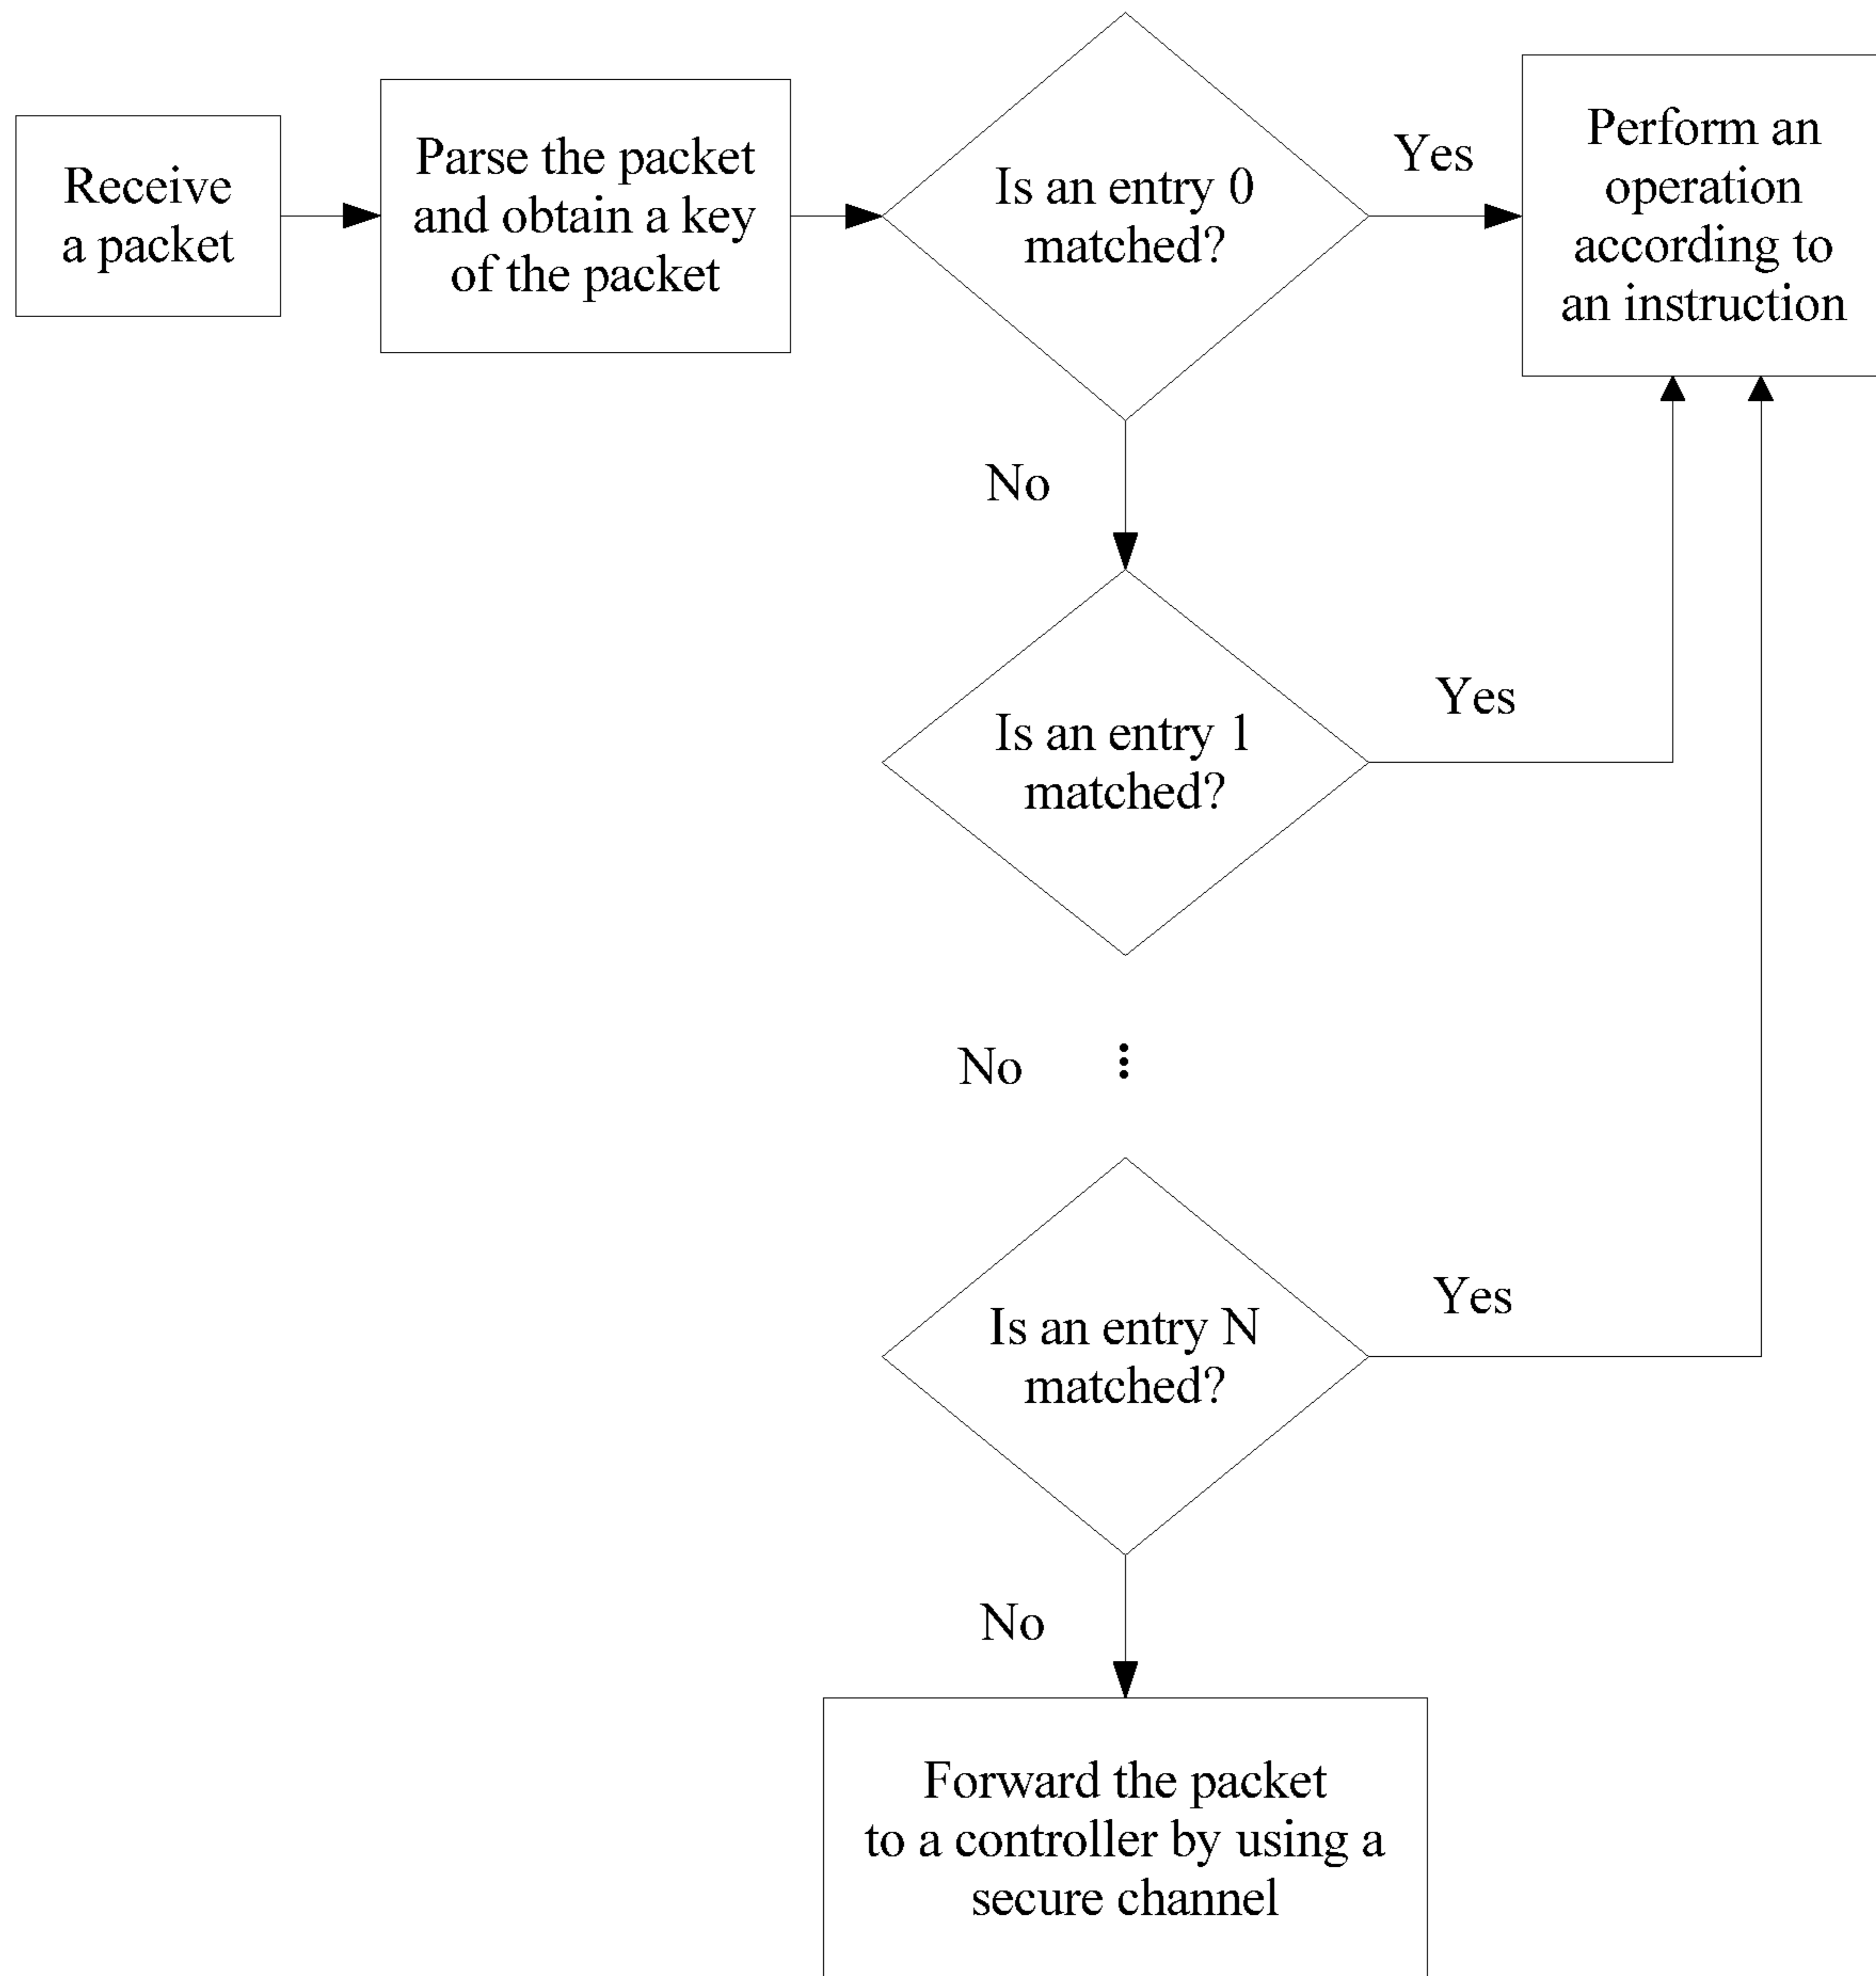 Receive
a packet
Parse the packet
and obtain a key
of the packet
Is an entry 0
matched?
Yes
Perform an
operation
according to
an instruction
No
Is an entry 1
matched?
Yes
No
Is an entry N
matched?
Yes
No
Forward the packet
to a controller by using a
secure channel